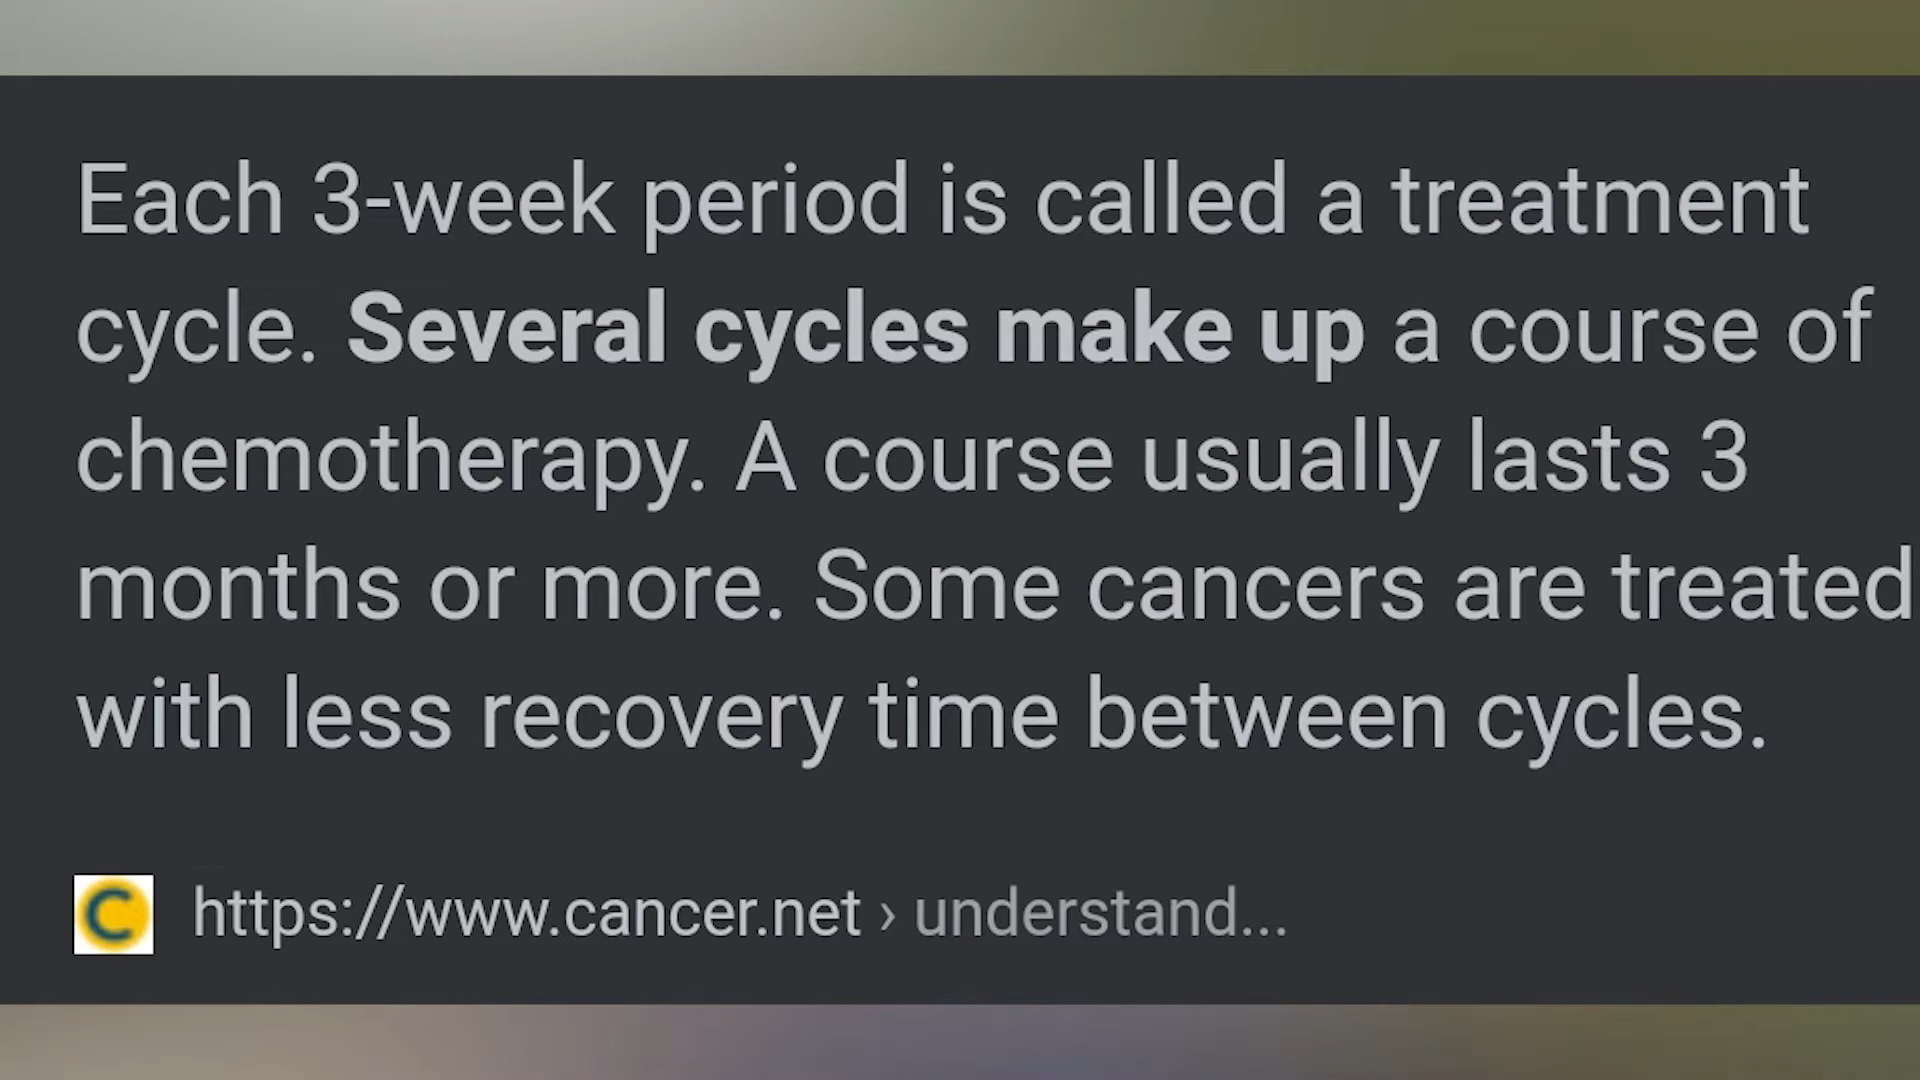 Each 3-week period is called a treatment
cycle. Several cycles make up a course of
chemotherapy. A course usually lasts 3
months or more. Some cancers are treated
with less recovery time between cycles.
C https://www.cancer.net › understand...